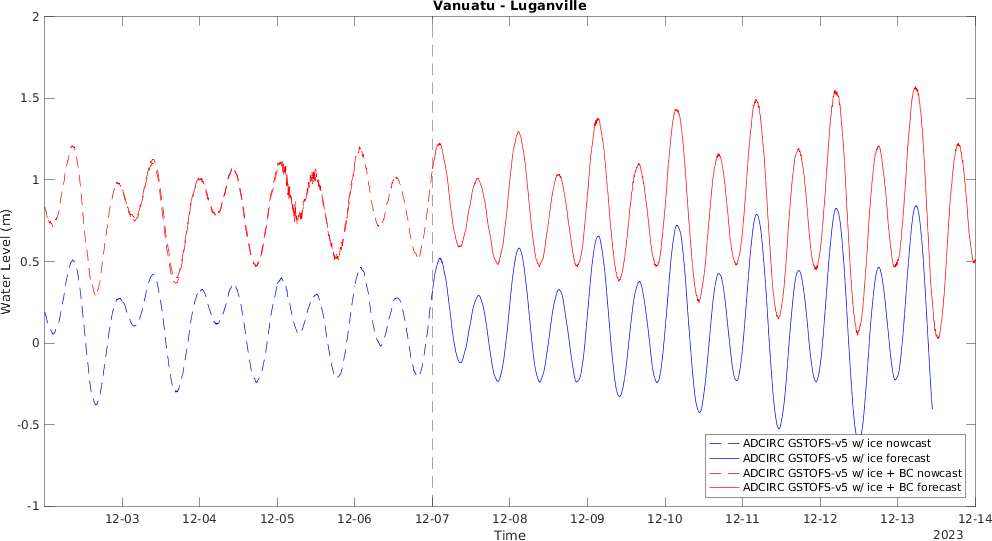 Vanuatu - Luganville
2
1.5
1
0.5
0
-0.5
-1
Water Level (m)
12-03 12-04 12-05 12-06 12-07 12-08 12-09 12-10 12-11 12-12 12-13 12-14
Time
2023
ADCIRC GSTOFS-v5 w/ ice nowcast
ADCIRC GSTOFS-v5 w/ ice forecast
ADCIRC GSTOFS-v5 w/ ice + BC nowcast
ADCIRC GSTOFS-v5 w/ ice + BC forecast